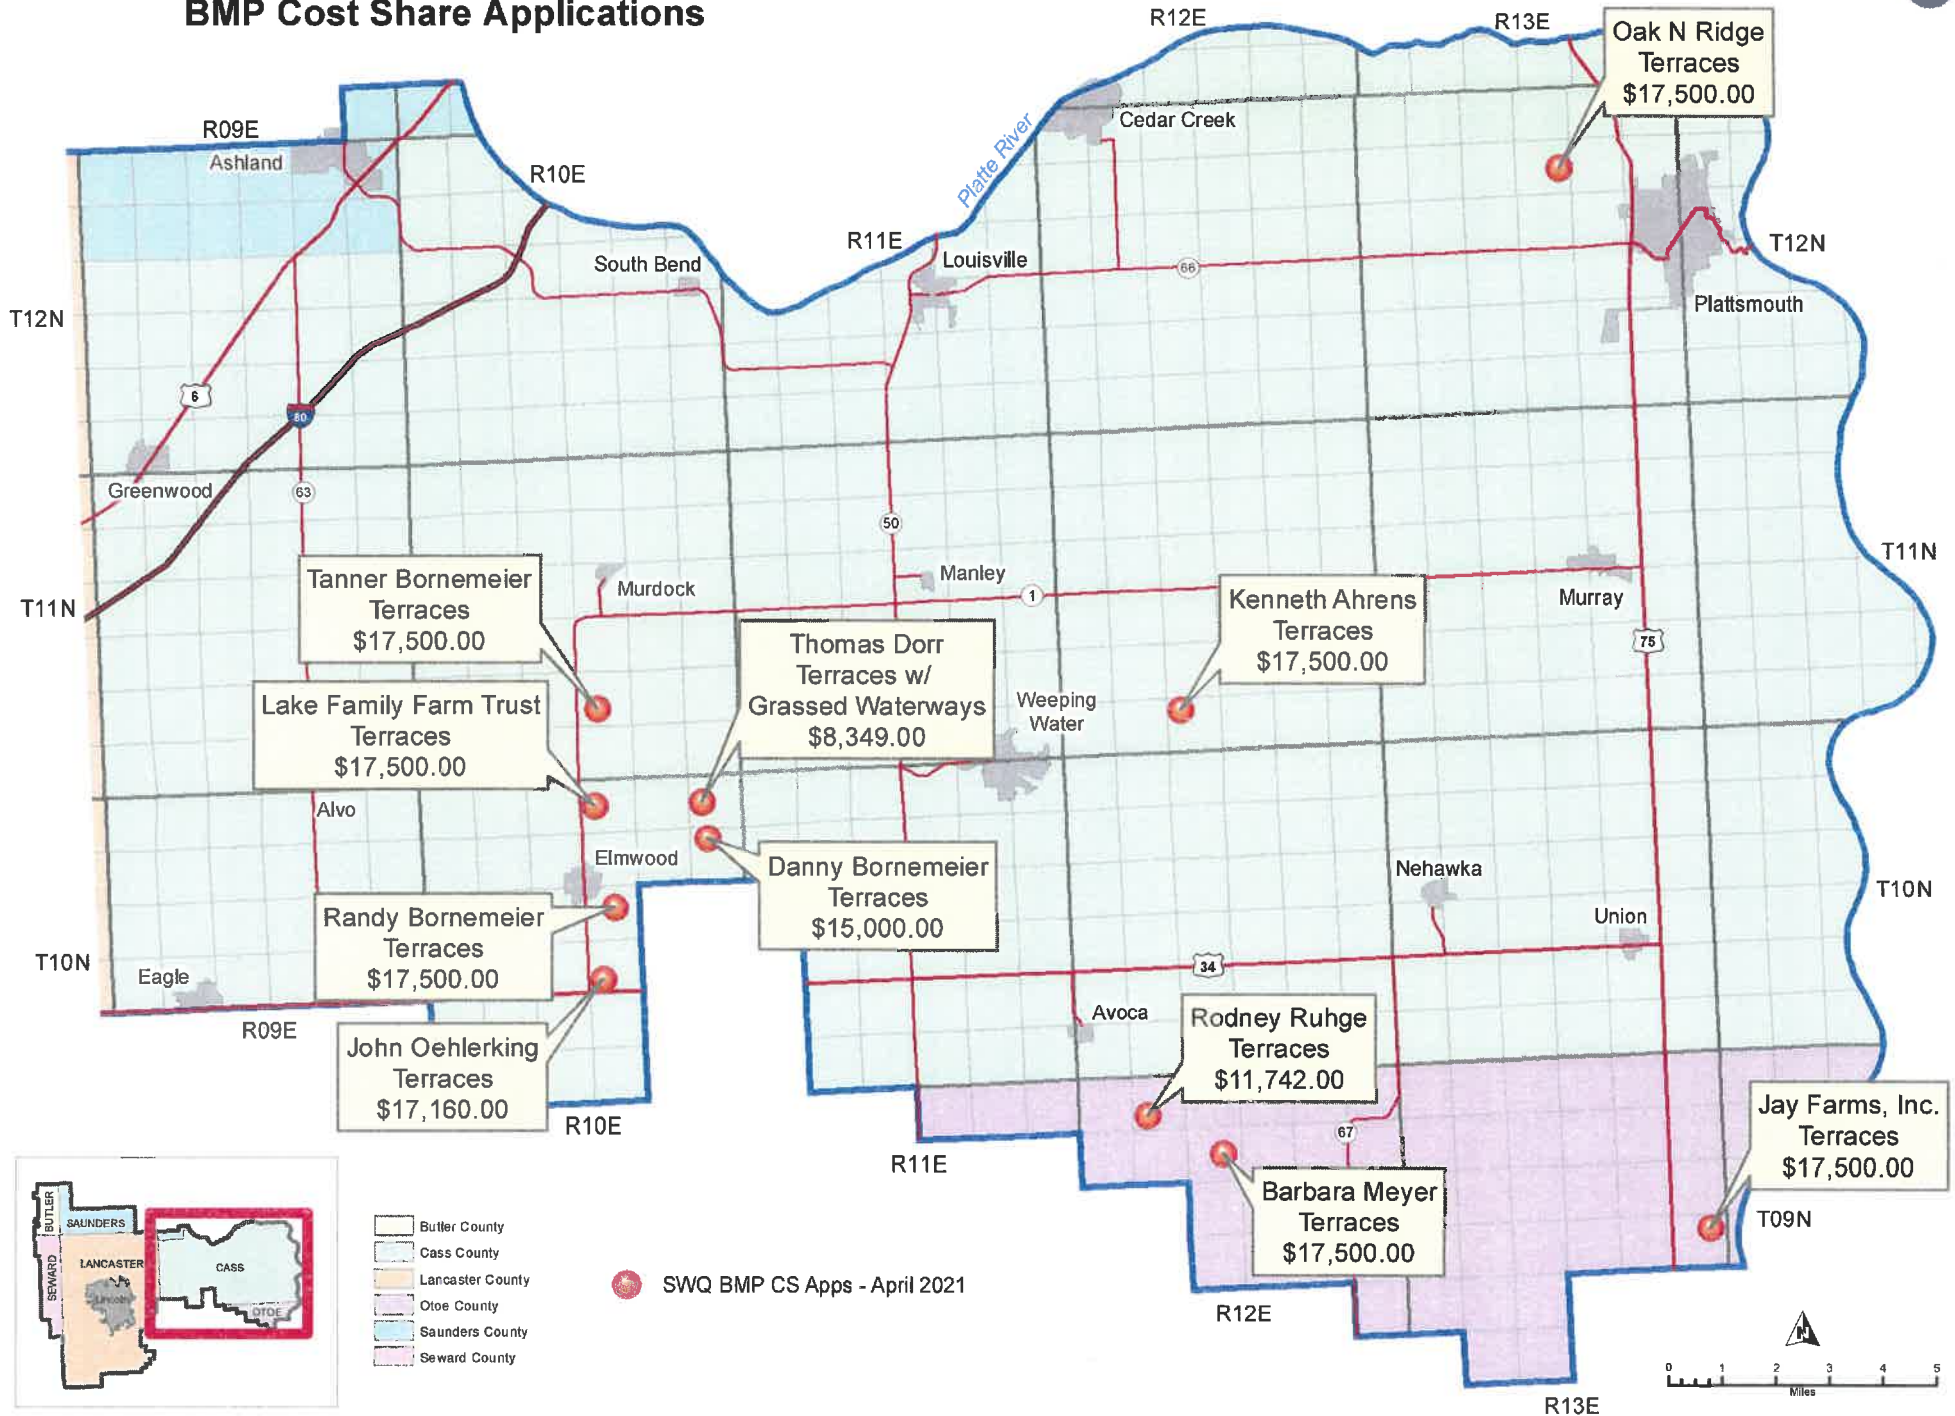 BMP Cost Share Applications
R12E
R13E
Oak N Ridge
Terraces
$17,500.00
R09E
Ashland
R10E
Platte River
Cedar Creek
R11E
Louisville
South Bend
66
T12N
Plattsmouth
T12N
6
80
Greenwood
63
50
T11N
Tanner Bornemeier
Terraces
$17,500.00
Murdock
Manley
1
Kenneth Ahrens
Terraces
$17,500.00
Murray
T11N
75
Thomas Dorr
Terraces w/
Grassed Waterways
$8,349.00
Weeping
Water
Lake Family Farm Trust
Terraces
$17,500.00
Alvo
Elmwood
Danny Bornemeier
Terraces
$15,000.00
Nehawka
T10N
Union
Randy Bornemeier
Terraces
$17,500.00
T10N
Eagle
34
R09E
Avoca
Rodney Ruhge
Terraces
$11,742.00
John Oehlerking
Terraces
$17,160.00
R10E
67
Jay Farms, Inc.
Terraces
$17,500.00
R11E
Barbara Meyer
Terraces
$17,500.00
T09N
R12E
R13E
BUTLER
SAUNDERS
SEWARD
LANCASTER
Lincoln
CASS
OTOE
Butler County
Cass County
Lancaster County
Otoe County
Saunders County
Seward County
SWQ BMP CS Apps - April 2021
N
0 1 2 3 4 5
Miles